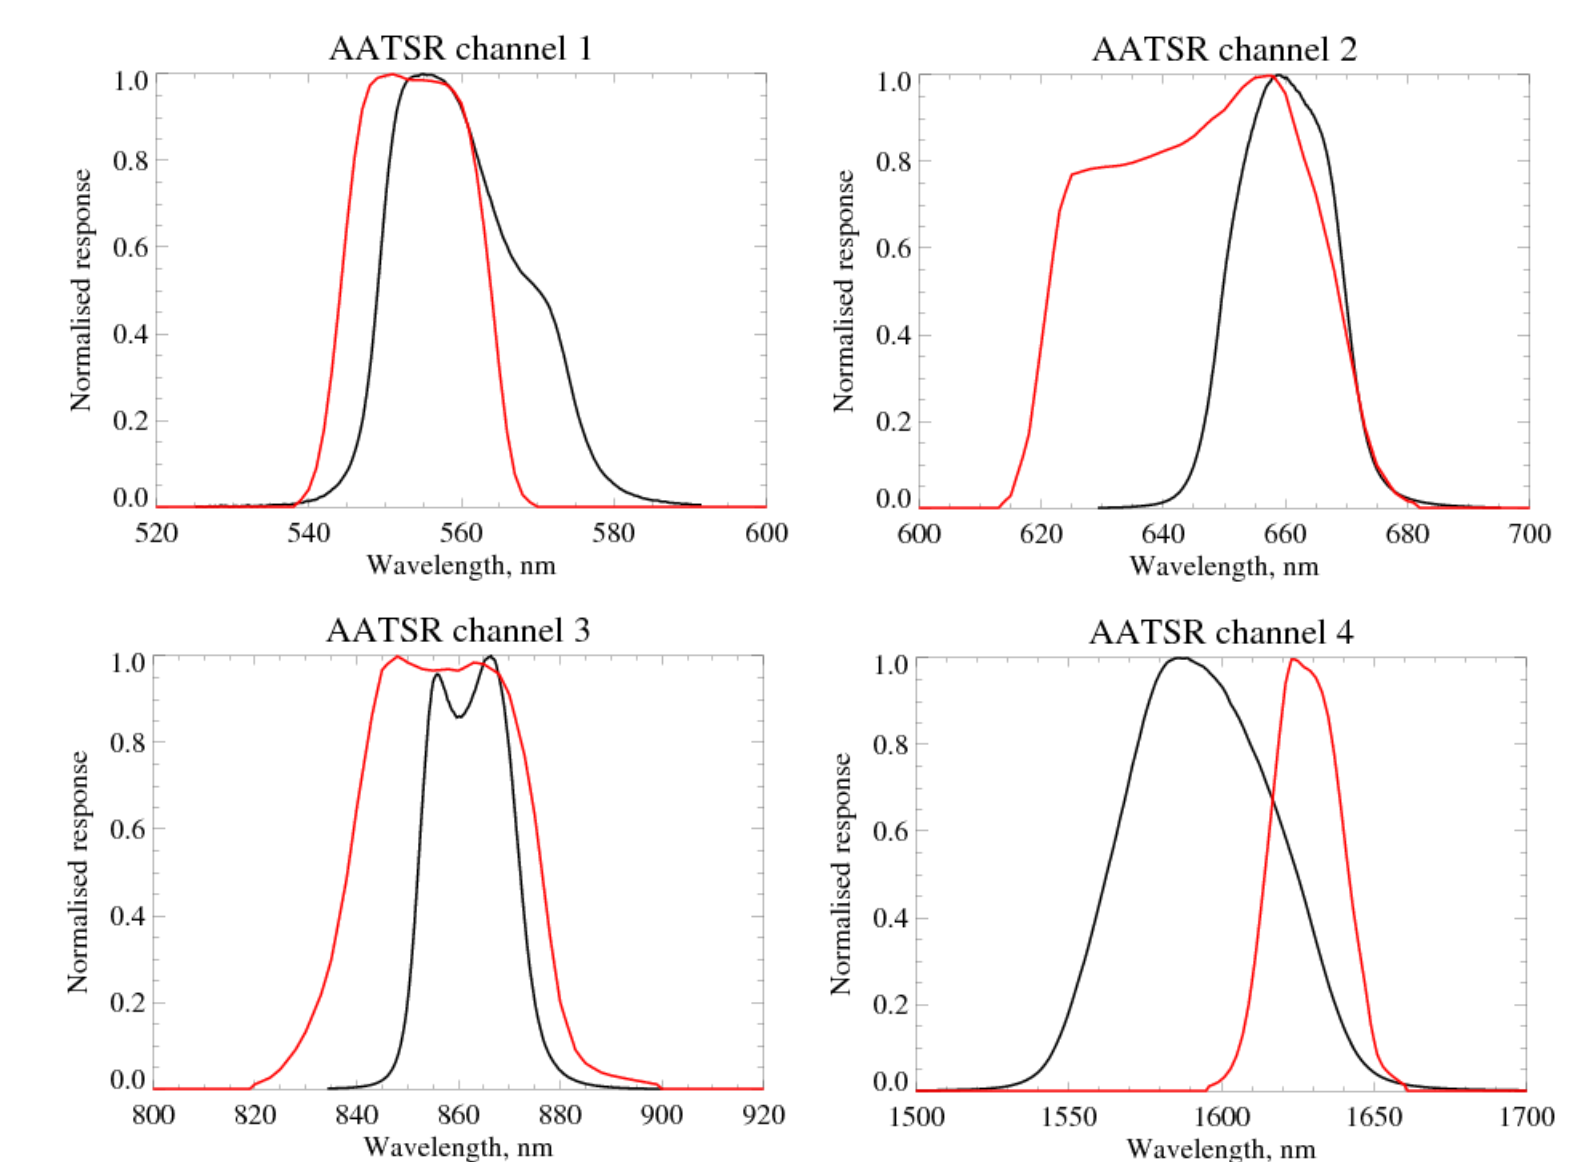 AATSR channel 1
1.0
0.8
0.6
0.4
0.2
0.0
Normalised response
520 540 560 580 600
Wavelength, nm
AATSR channel 2
1.0
0.8
0.6
0.4
0.2
0.0
Normalised response
600 620 640 660 680 700
Wavelength, nm
AATSR channel 3
1.0
0.8
0.6
0.4
0.2
0.0
Normalised response
800 820 840 860 880 900 920
Wavelength, nm
AATSR channel 4
1.0
0.8
0.6
0.4
0.2
0.0
Normalised response
1500 1550 1600 1650 1700
Wavelength, nm